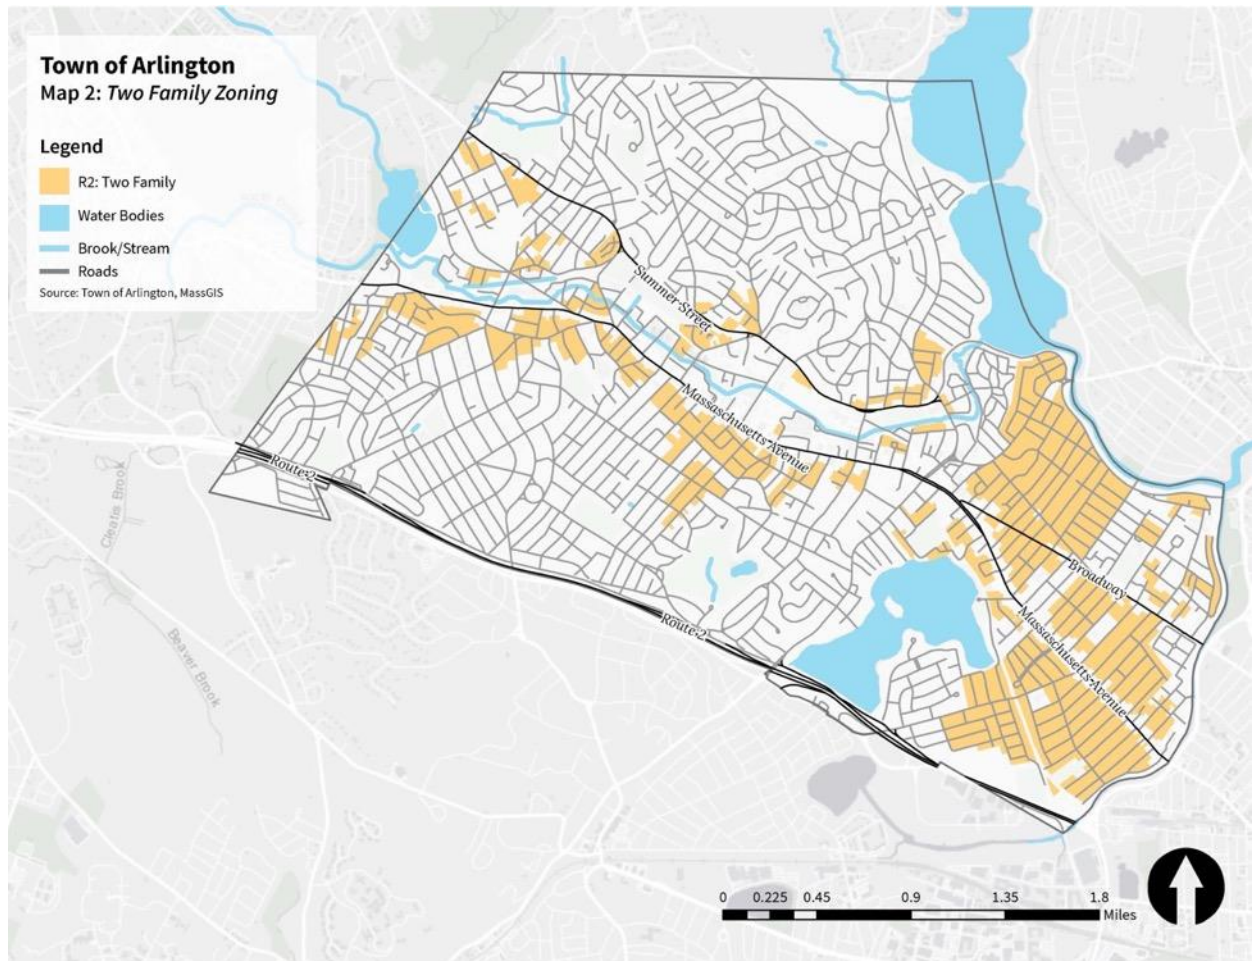 Town of Arlington
Map 2: Two Family Zoning
Legend
R2: Two Family
Water Bodies
Brook/Stream
Roads
Source: Town of Arlington, MassGIS
Summer Street
Massachusetts Avenue
Route 2
Cleatis Brook
Beaver Brook
Route 2
Broadway
Massachusetts Avenue
0 0.225 0.45 0.9 1.35 1.8
Miles